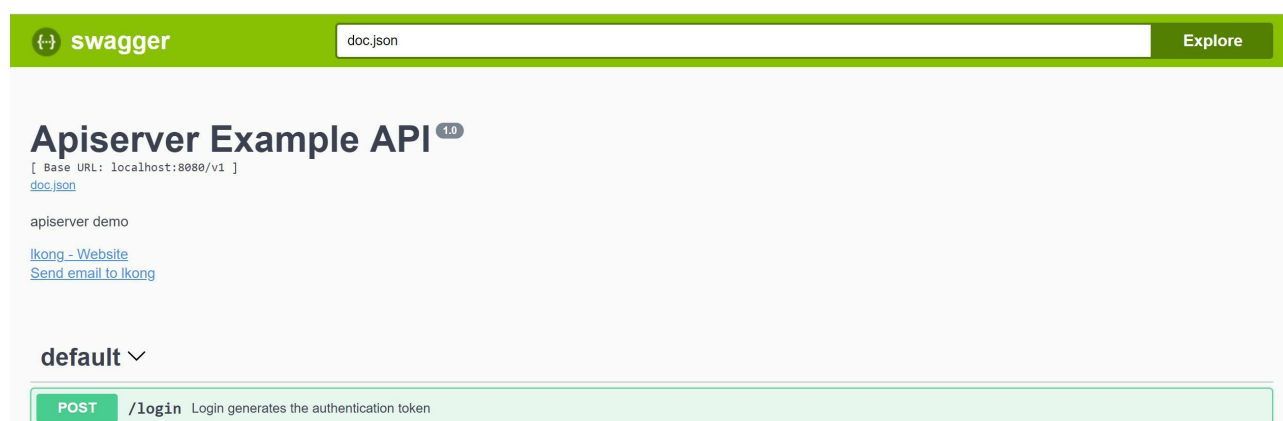 {··} swagger doc.json Explore
Apiserver Example API 1.0
[ Base URL: localhost:8080/v1 ]
doc.json
apiserver demo
lkong - Website
Send email to lkong
default
POST /login Login generates the authentication token